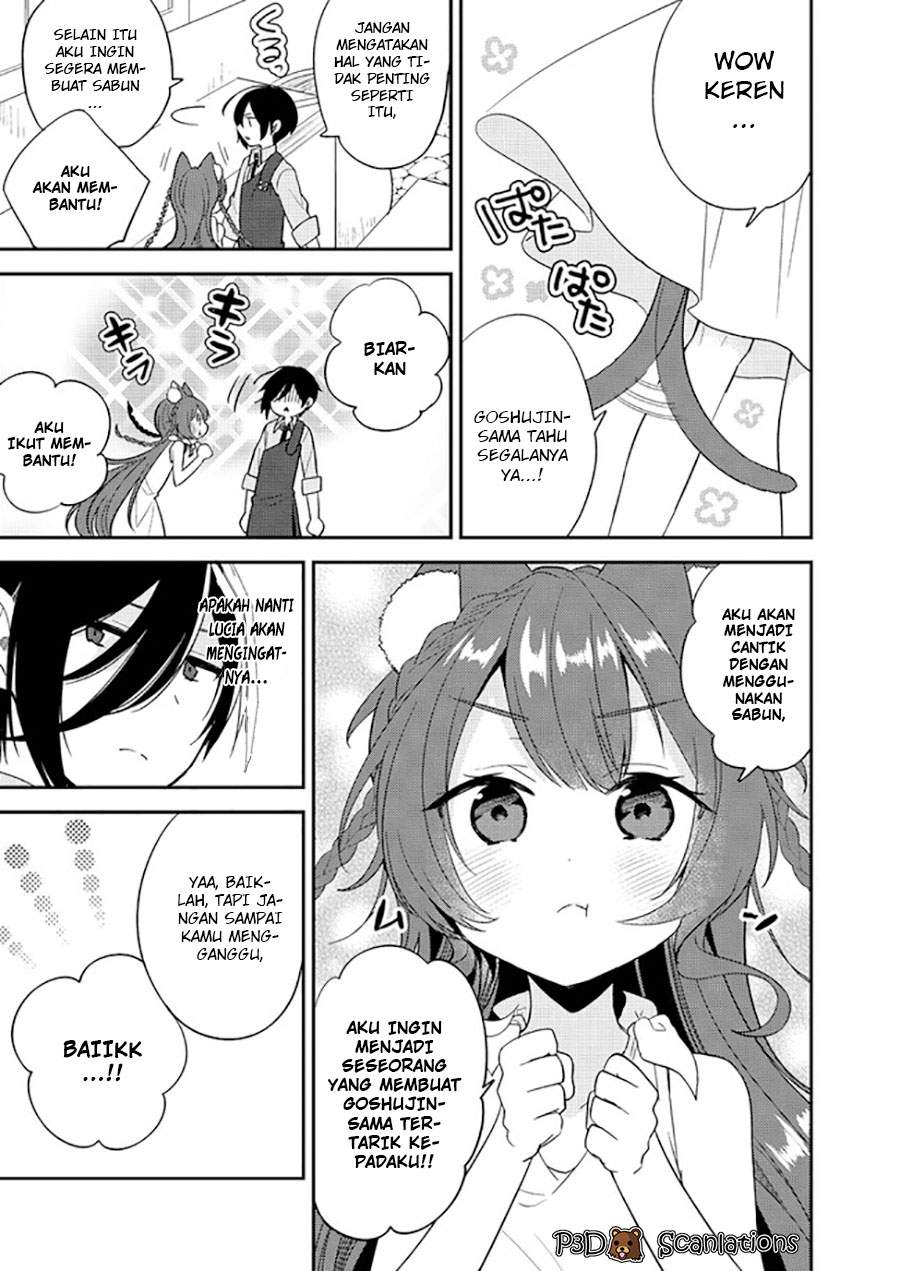 WOW
KEREN
...
ぱた
ぱた
GOSHUJIN-
SAMA TAHU
SEGALANYA
YA...!
JANGAN
MENGATAKAN
HAL YANG TI-
DAK PENTING
SEPERTI
ITU,
SELAIN ITU
AKU INGIN
SEGERA MEM-
BUAT SABUN
...
AKU
AKAN MEM-
BANTU!
BIAR-
KAN
キラ
キラ
AKU
IKUT MEM-
BANTU!
AKU AKAN
MENJADI
CANTIK
DENGAN
MENGGU-
NAKAN
SABUN,
ムン
AKU INGIN
MENJADI
SESEORANG
YANG MEMBUAT
GOSHUJIN-
SAMA TER-
TARIK KE-
PADAKU!!
APAKAH NANTI
LUCIA AKAN
MENGINGAT-
NYA...
YAA, BAIK-
LAH, TAPI JA-
NGAN SAMPAI
KAMU MENG-
GANGGU,
BAIIKK
...!!
P3D Scanlations